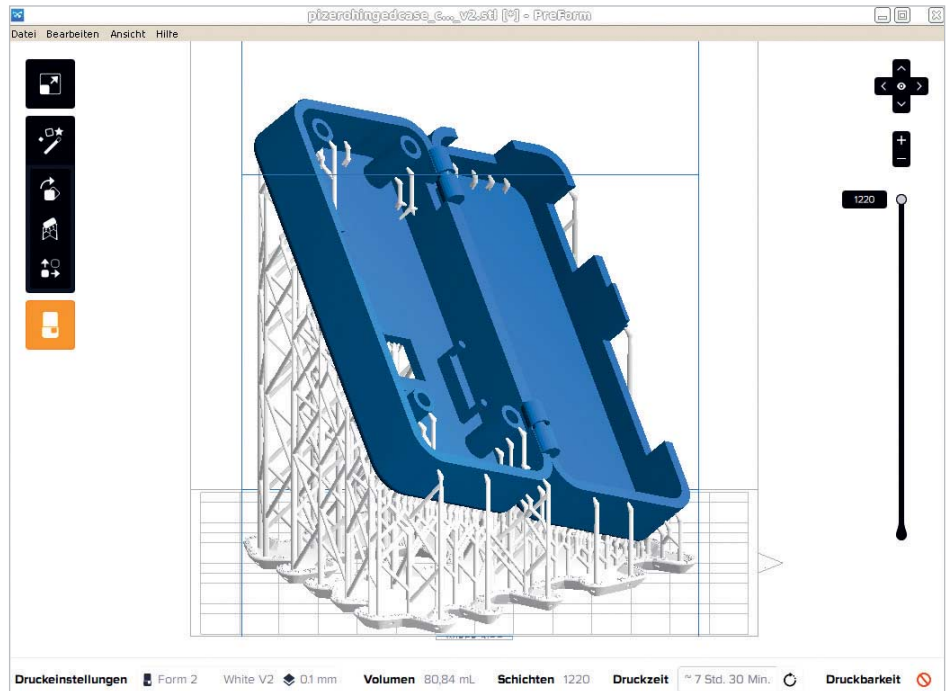 pizerohingedcase_c..._v2.stl [*] - PreForm
Datei Bearbeiten Ansicht Hilfe
1220
Druckeinstellungen Form 2 White V2 0.1 mm Volumen 80,84 mL Schichten 1220 Druckzeit ~ 7 Std. 30 Min. Druckbarkeit